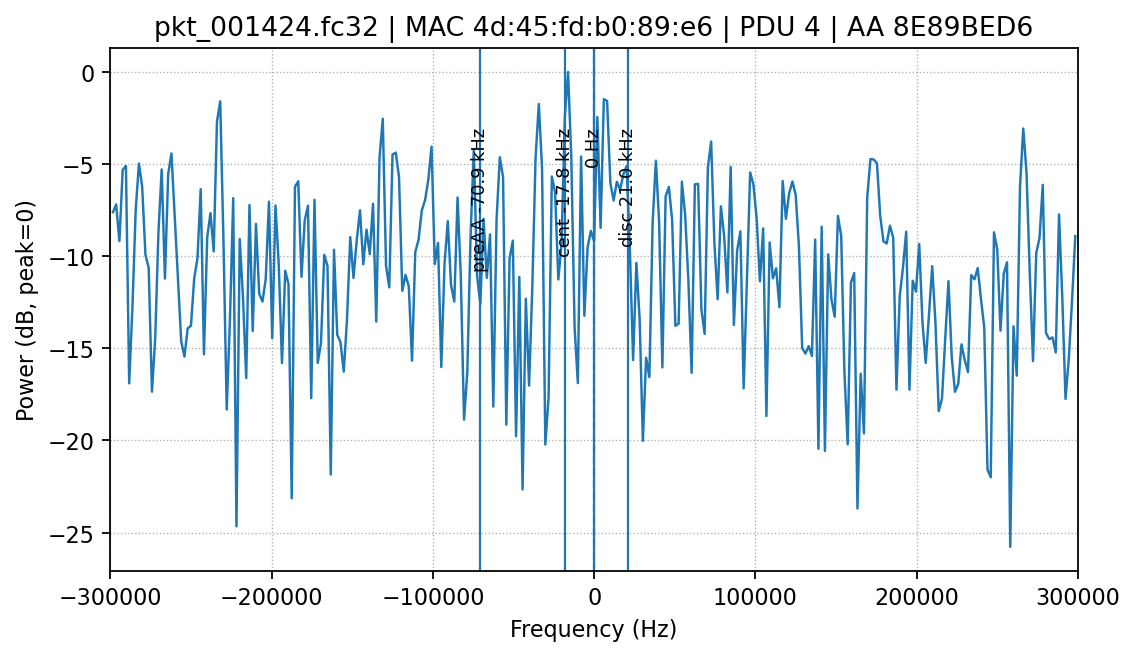 pkt_001424.fc32 | MAC 4d:45:fd:b0:89:e6 | PDU 4 | AA 8E89BED6
Power (dB, peak=0)
0
−5
−10
−15
−20
−25
preAA -70.9 kHz
cent -17.8 kHz
0 Hz
disc 21.0 kHz
−300000
−200000
−100000
0
100000
200000
300000
Frequency (Hz)